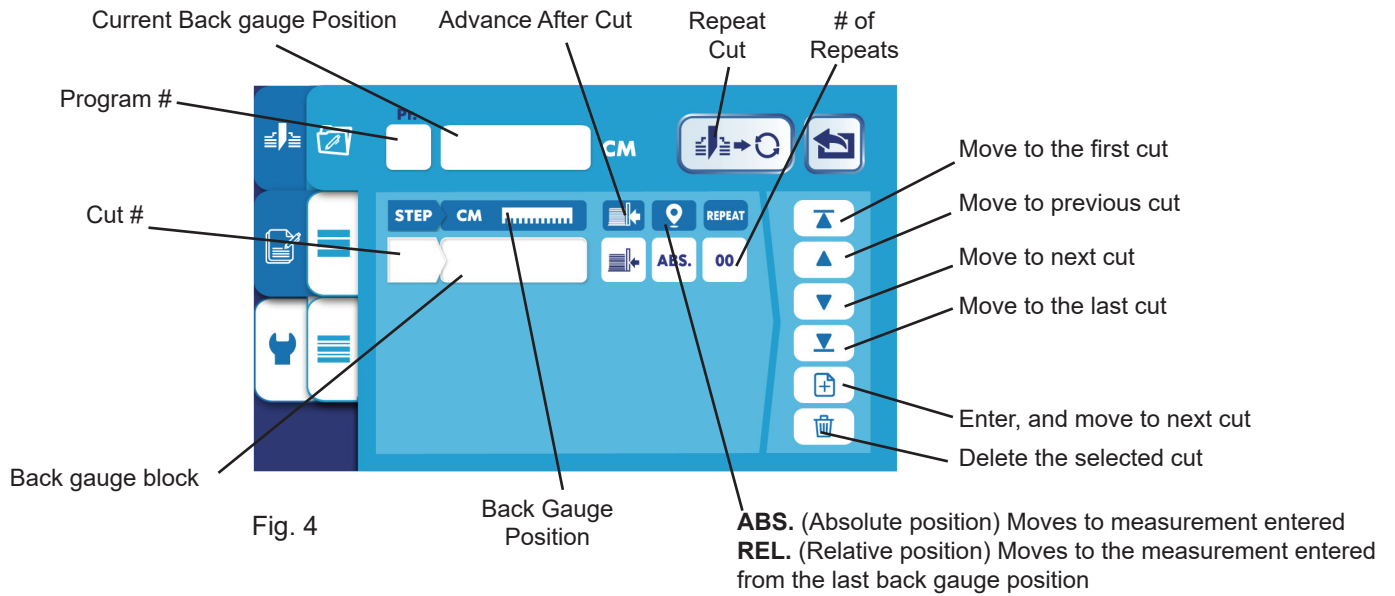 Current Back gauge Position
Advance After Cut
Repeat
Cut
# of
Repeats
Program #
Pr.
CM
Move to the first cut
Move to previous cut
Cut #
STEP
CM
REPEAT
ABS.
00
Move to next cut
Move to the last cut
Enter, and move to next cut
Delete the selected cut
Back gauge block
Fig. 4
Back Gauge
Position
ABS. (Absolute position) Moves to measurement entered
REL. (Relative position) Moves to the measurement entered
from the last back gauge position